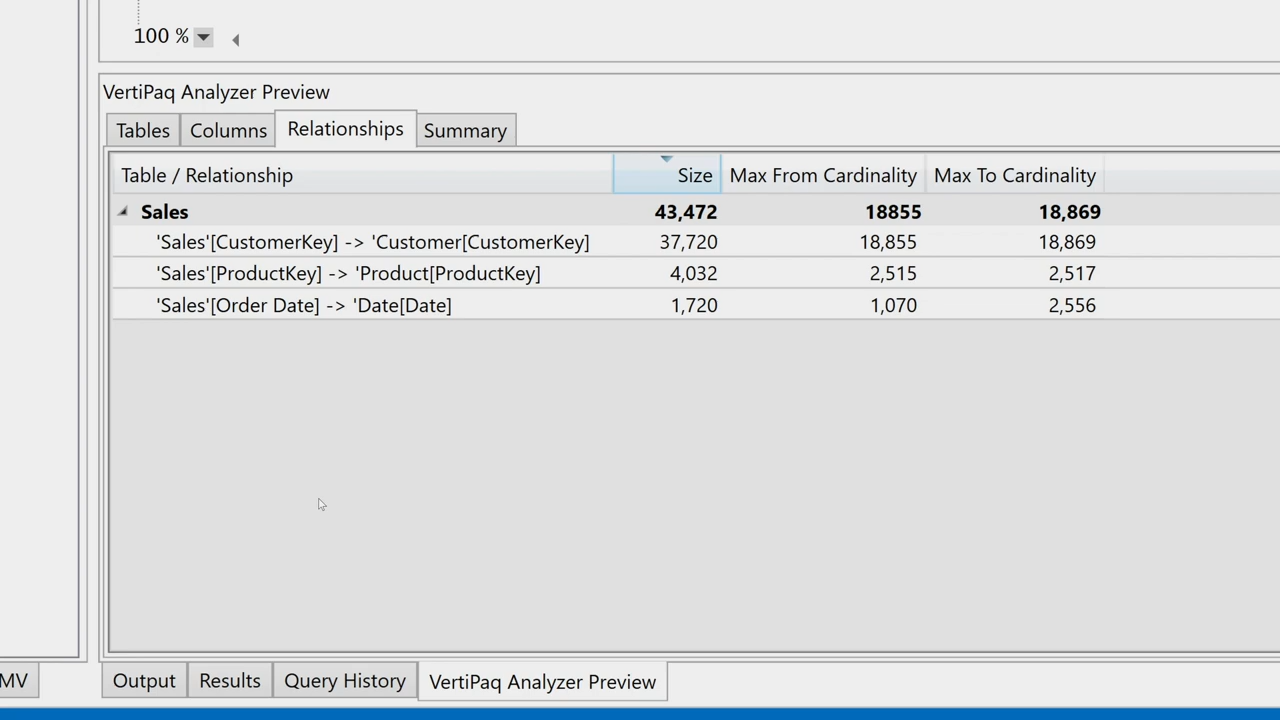 100 %
VertiPaq Analyzer Preview
Tables Columns Relationships Summary
Table / Relationship Size Max From Cardinality Max To Cardinality
Sales 43,472 18855 18,869
'Sales'[CustomerKey] -> 'Customer[CustomerKey] 37,720 18,855 18,869
'Sales'[ProductKey] -> 'Product[ProductKey] 4,032 2,515 2,517
'Sales'[Order Date] -> 'Date[Date] 1,720 1,070 2,556
MV Output Results Query History VertiPaq Analyzer Preview